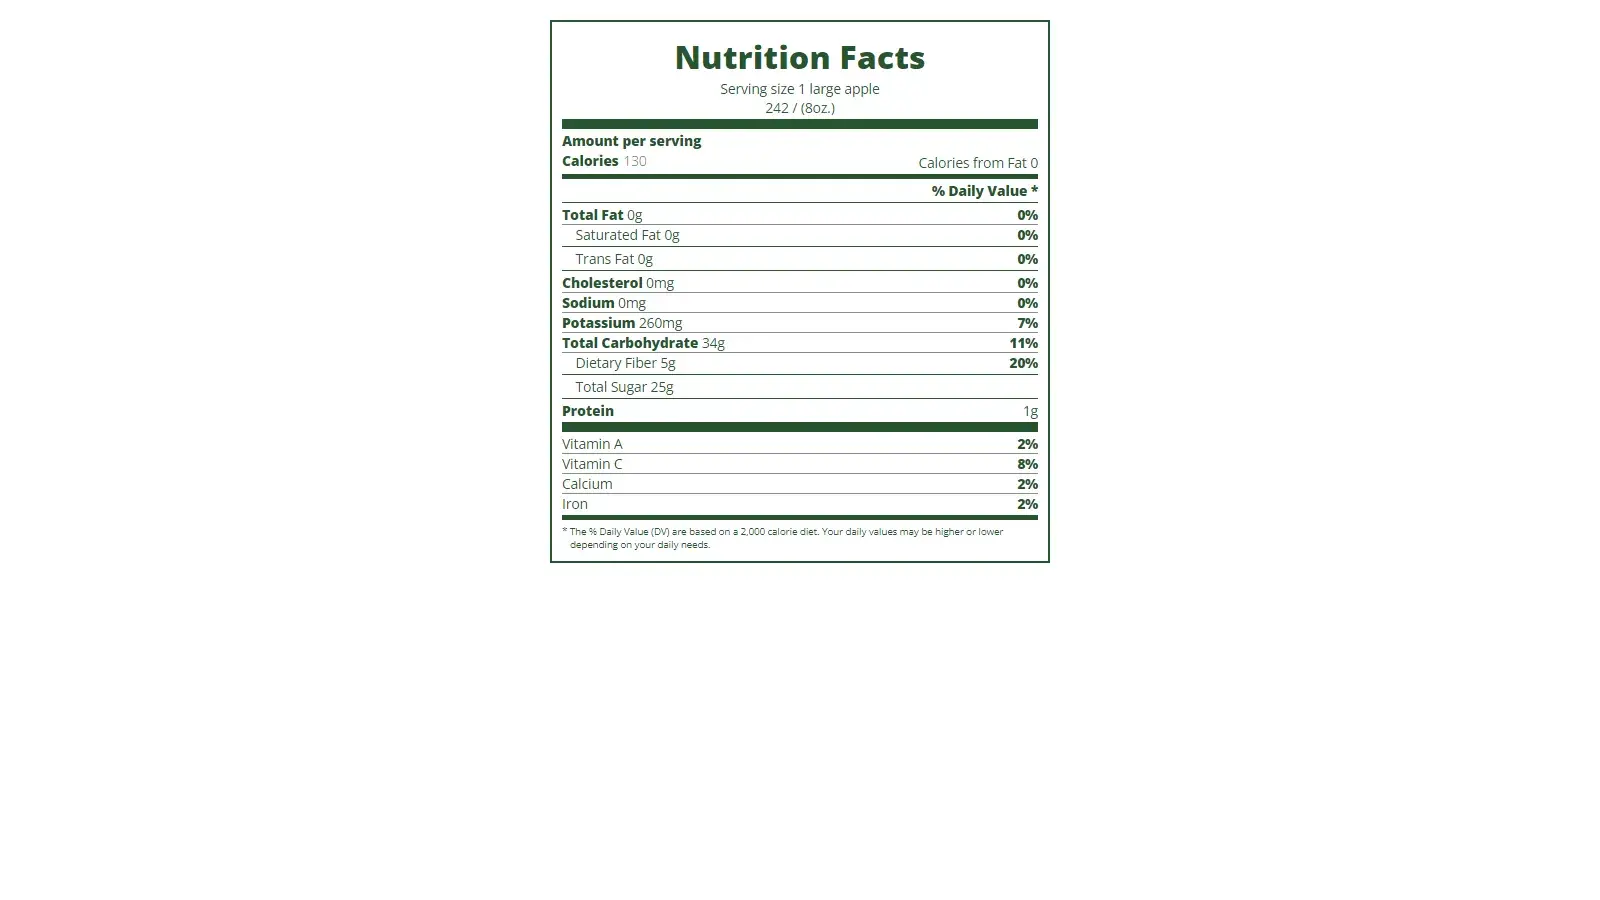 Nutrition Facts
Serving size 1 large apple
242 / (8oz.)
Amount per serving
Calories 130 Calories from Fat 0
% Daily Value *
Total Fat 0g 0%
Saturated Fat 0g 0%
Trans Fat 0g 0%
Cholesterol 0mg 0%
Sodium 0mg 0%
Potassium 260mg 7%
Total Carbohydrate 34g 11%
Dietary Fiber 5g 20%
Total Sugar 25g
Protein 1g
Vitamin A 2%
Vitamin C 8%
Calcium 2%
Iron 2%
* The % Daily Value (DV) are based on a 2,000 calorie diet. Your daily values may be higher or lower
depending on your daily needs.